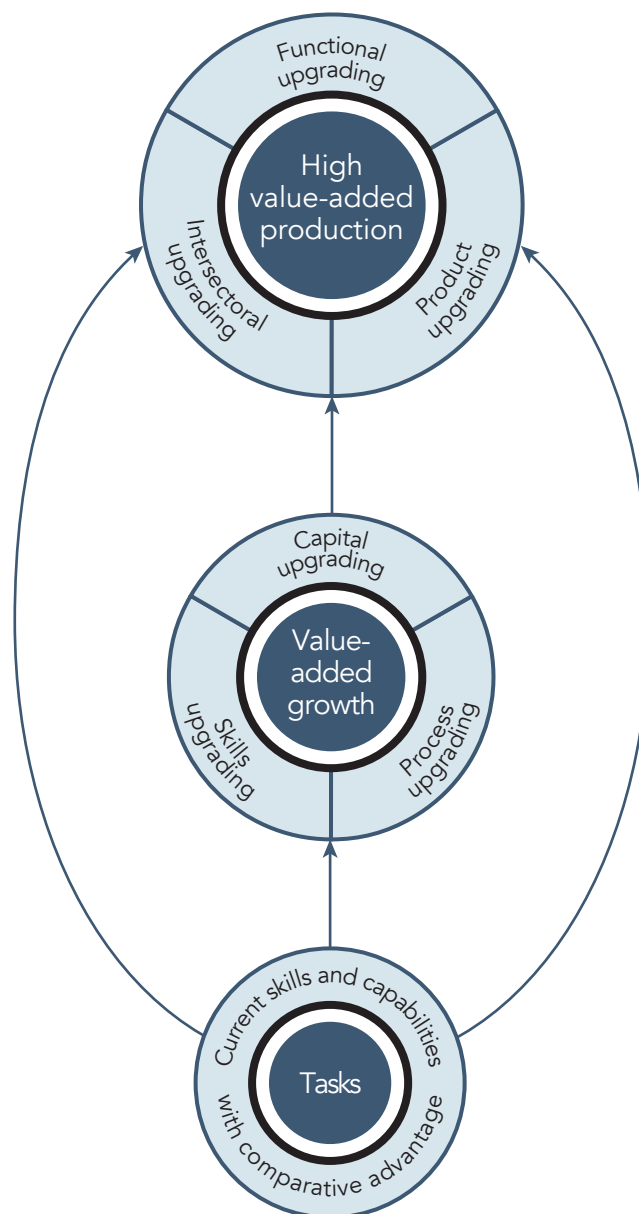 Functional
upgrading
High
value-added
production
Intersectoral
upgrading
Product
upgrading
Capital
upgrading
Value-
added
growth
Skills
upgrading
Process
upgrading
Current skills and capabilities
Tasks
with comparative advantage